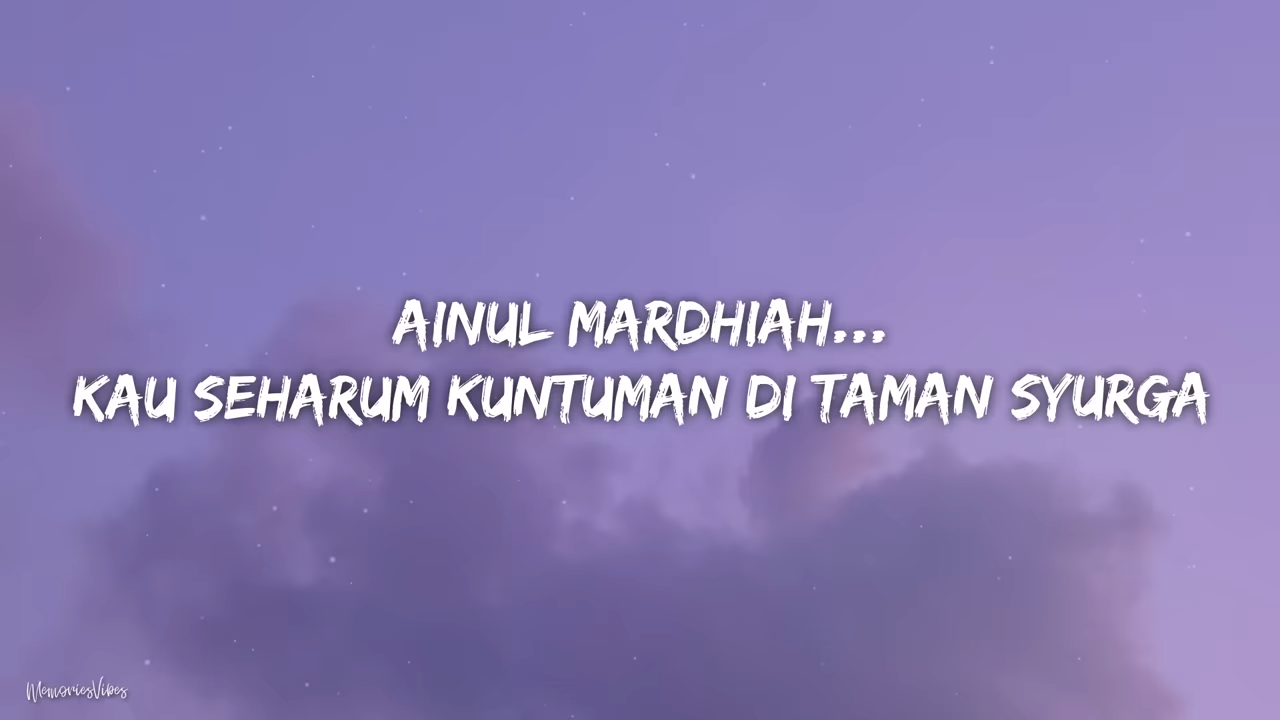 AINUL MARDHIAH...
KAU SEHARUM KUNTUMAN DI TAMAN SYURGA
MemoriesVibes